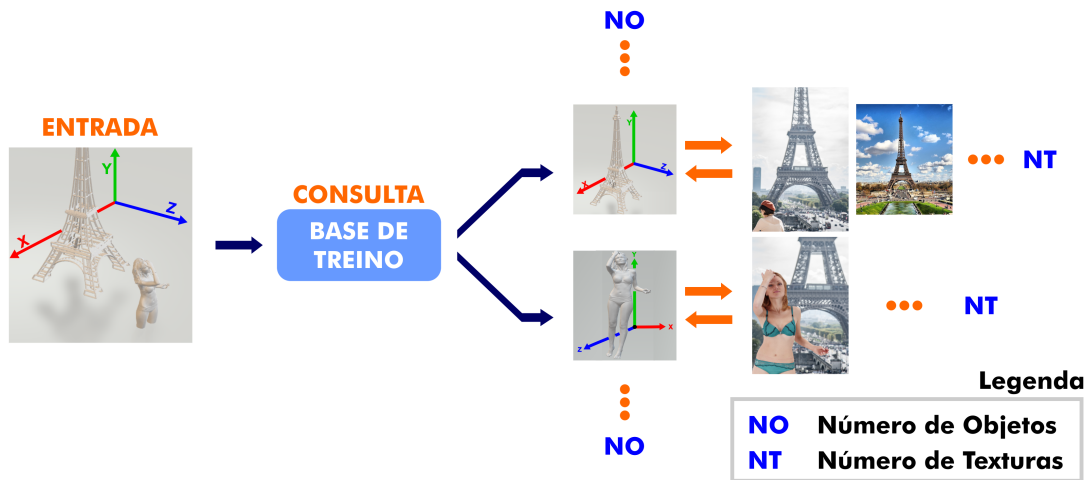 NO
ENTRADA
Y
Z
X
CONSULTA
BASE DE
TREINO
Y
Z
X
NT
Y
X
Z
NT
NO
Legenda
NO Número de Objetos
NT Número de Texturas